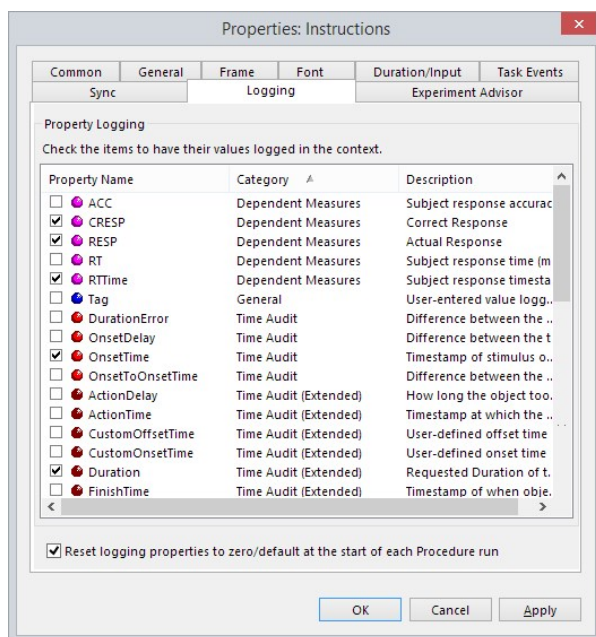 Properties: Instructions
Common General Frame Font Duration/Input Task Events
Sync Logging Experiment Advisor
Property Logging
Check the items to have their values logged in the context.
Property Name Category Description
ACC Dependent Measures Subject response accurac
CRESP Dependent Measures Correct Response
RESP Dependent Measures Actual Response
RT Dependent Measures Subject response time (m
RTTime Dependent Measures Subject response timesta
Tag General User-entered value logg..
DurationError Time Audit Difference between the ..
OnsetDelay Time Audit Difference between the t
OnsetTime Time Audit Timestamp of stimulus o..
OnsetToOnsetTime Time Audit Difference between the ..
ActionDelay Time Audit (Extended) How long the object too..
ActionTime Time Audit (Extended) Timestamp at which the ..
CustomOffsetTime Time Audit (Extended) User-defined offset time
CustomOnsetTime Time Audit (Extended) User-defined onset time
Duration Time Audit (Extended) Requested Duration of t.
FinishTime Time Audit (Extended) Timestamp of when obje.
Reset logging properties to zero/default at the start of each Procedure run
OK Cancel Apply